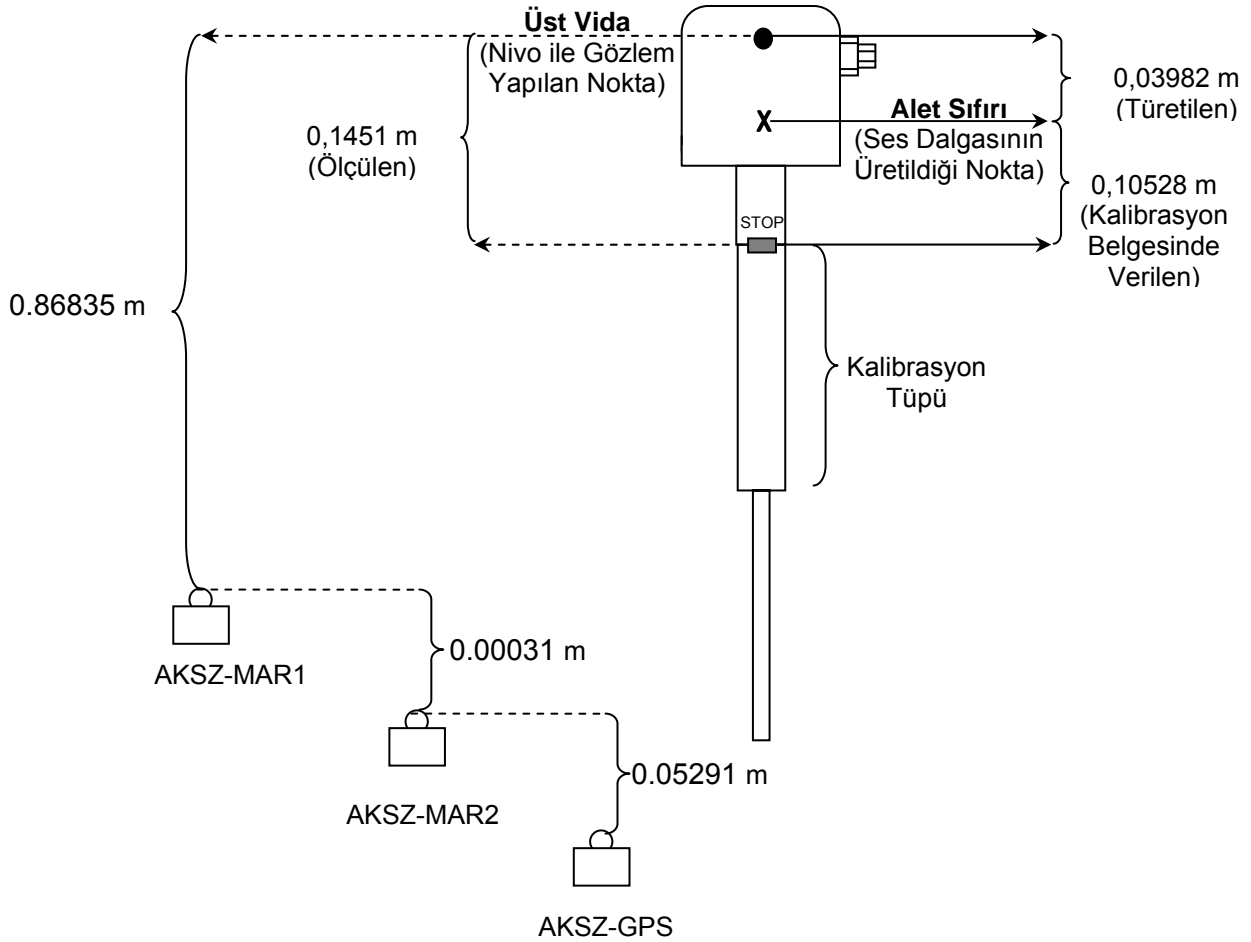 Üst Vida
(Nivo ile Gözlem
Yapılan Nokta)
0,03982 m
(Türetilen)
0,1451 m
(Ölçülen)
X
Alet Sıfırı
(Ses Dalgasının
Üretildiği Nokta)
0,10528 m
(Kalibrasyon
Belgesinde
Verilen)
STOP
0.86835 m
Kalibrasyon
Tüpü
AKSZ-MAR1
0.00031 m
AKSZ-MAR2
0.05291 m
AKSZ-GPS